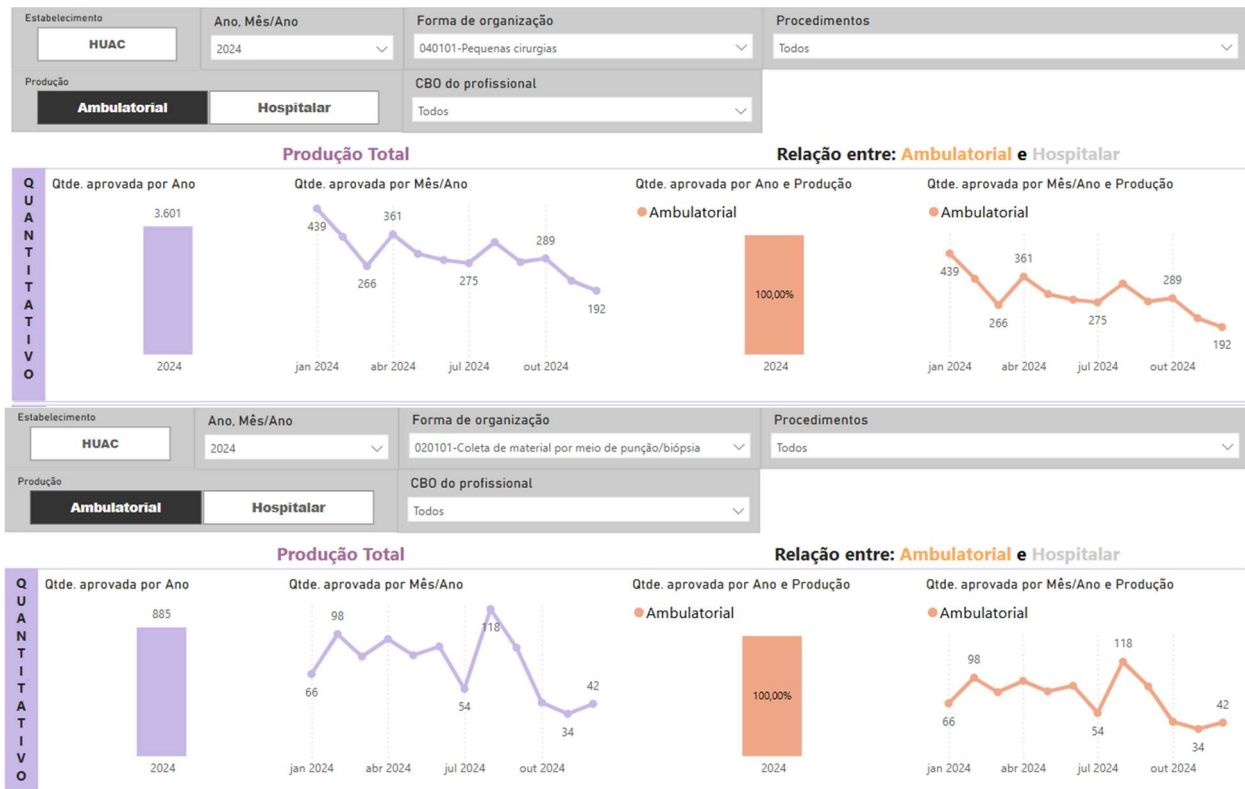 Estabelecimento
HUAC
Ano, Mês/Ano
2024
Forma de organização
040101-Pequenas cirurgias
Procedimentos
Todos
Produção
Ambulatorial
Hospitalar
CBO do profissional
Todos
Produção Total
Relação entre: Ambulatorial e Hospitalar
QUANTITATIVO
Qtde. aprovada por Ano
3.601
2024
Qtde. aprovada por Mês/Ano
439
266
361
275
289
192
jan 2024
abr 2024
jul 2024
out 2024
Qtde. aprovada por Ano e Produção
Ambulatorial
100,00%
2024
Qtde. aprovada por Mês/Ano e Produção
Ambulatorial
439
266
361
275
289
192
jan 2024
abr 2024
jul 2024
out 2024
Estabelecimento
HUAC
Ano, Mês/Ano
2024
Forma de organização
020101-Coleta de material por meio de punção/biópsia
Procedimentos
Todos
Produção
Ambulatorial
Hospitalar
CBO do profissional
Todos
Produção Total
Relação entre: Ambulatorial e Hospitalar
QUANTITATIVO
Qtde. aprovada por Ano
885
2024
Qtde. aprovada por Mês/Ano
66
98
54
118
34
42
jan 2024
abr 2024
jul 2024
out 2024
Qtde. aprovada por Ano e Produção
Ambulatorial
100,00%
2024
Qtde. aprovada por Mês/Ano e Produção
Ambulatorial
66
98
54
118
34
42
jan 2024
abr 2024
jul 2024
out 2024